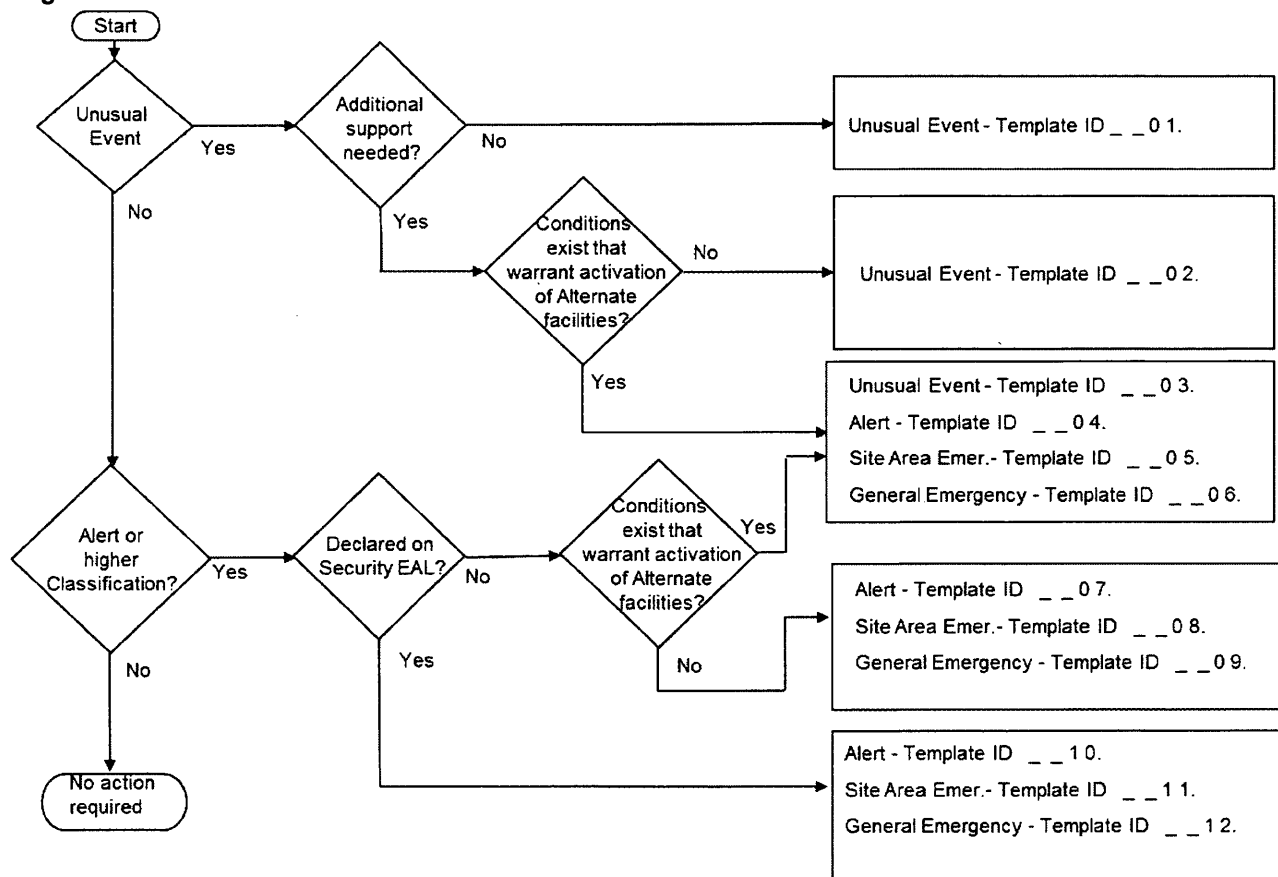 Start
Unusual
Event
Yes
No
Additional
support
needed?
No
Yes
Conditions
exist that
warrant activation
of Alternate
facilities?
No
Yes
Unusual Event - Template ID _ _ 0 1.
Unusual Event - Template ID _ _ 0 2.
Unusual Event - Template ID _ _ 0 3.
Alert - Template ID _ _ 0 4.
Site Area Emer.- Template ID _ _ 0 5.
General Emergency - Template ID _ _ 0 6.
Alert or
higher
Classification?
Yes
No
Declared on
Security EAL?
No
Yes
Conditions
exist that
warrant activation
of Alternate
facilities?
Yes
No
Alert - Template ID _ _ 0 7.
Site Area Emer.- Template ID _ _ 0 8.
General Emergency - Template ID _ _ 0 9.
No action
required
Alert - Template ID _ _ 1 0.
Site Area Emer.- Template ID _ _ 1 1.
General Emergency - Template ID _ _ 1 2.